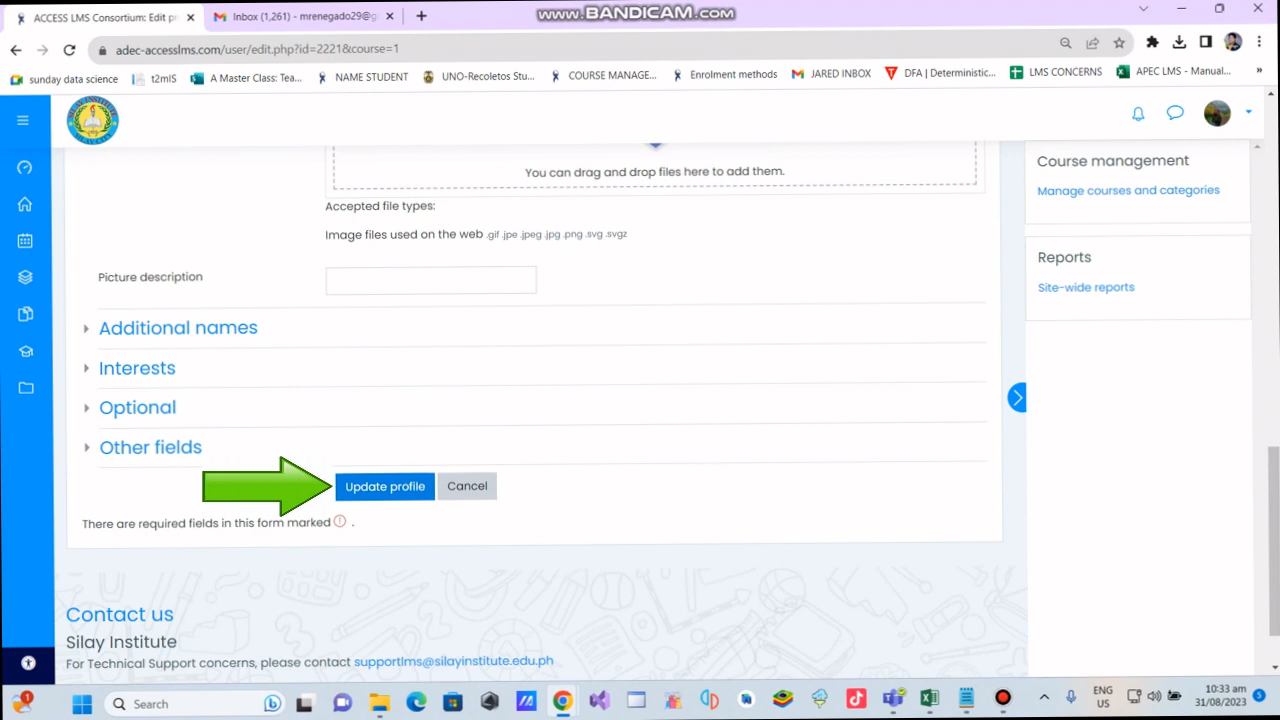 www.BANDICAM.com
ACCESS LMS Consortium: Edit pr
Inbox (1,261) - mrenegado29@g
adec-accesslms.com/user/edit.php?id=2221&course=1
sunday data science
t2mIS
A Master Class: Tea...
NAME STUDENT
UNO-Recoletos Stu...
COURSE MANAGE...
Enrolment methods
JARED INBOX
DFA | Deterministic...
LMS CONCERNS
APEC LMS - Manual...
»
You can drag and drop files here to add them.
Accepted file types:
Image files used on the web .gif .jpe .jpeg .jpg .png .svg .svgz
Picture description
Additional names
Interests
Optional
Other fields
Update profile
Cancel
There are required fields in this form marked .
Course management
Manage courses and categories
Reports
Site-wide reports
Contact us
Silay Institute
For Technical Support concerns, please contact supportlms@silayinstitute.edu.ph
1
Search
ENG
US
10:33 am
31/08/2023
5